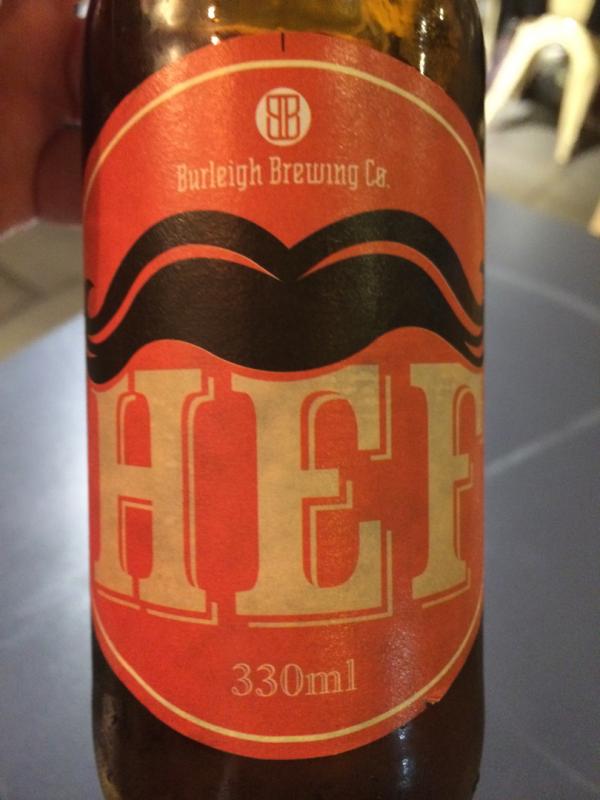 BB
Burleigh Brewing Co.
HEF
330ml